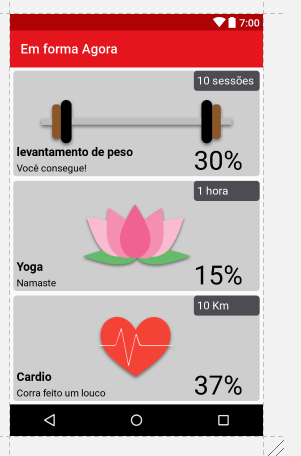 7:00
Em forma Agora
10 sessões
levantamento de peso
Você consegue!
30%
1 hora
Yoga
Namaste
15%
10 Km
Cardio
Corra feito um louco
37%